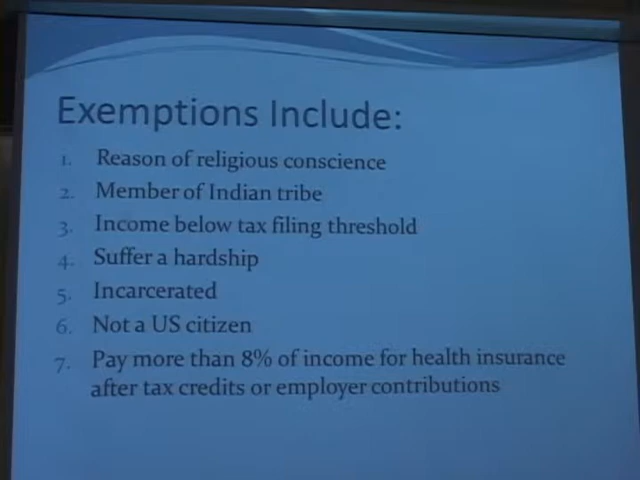 Exemptions Include:
1. Reason of religious conscience
2. Member of Indian tribe
3. Income below tax filing threshold
4. Suffer a hardship
5. Incarcerated
6. Not a US citizen
7. Pay more than 8% of income for health insurance
after tax credits or employer contributions